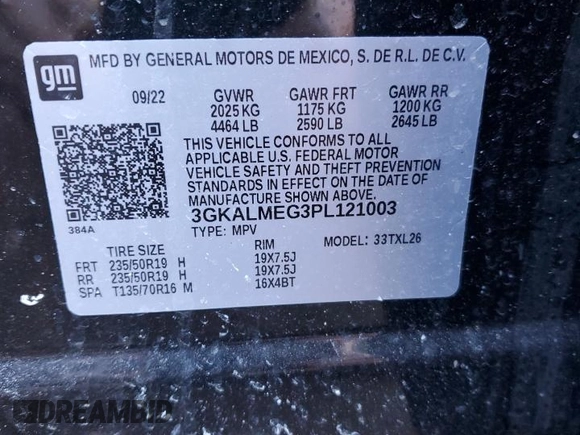 gm
MFD BY GENERAL MOTORS DE MEXICO, S. DE R.L. DE C.V.
09/22 GVWR GAWR FRT GAWR RR
2025 KG 1175 KG 1200 KG
4464 LB 2590 LB 2645 LB
THIS VEHICLE CONFORMS TO ALL
APPLICABLE U.S. FEDERAL MOTOR
VEHICLE SAFETY AND THEFT PREVENTION
STANDARDS IN EFFECT ON THE DATE OF
MANUFACTURE SHOWN ABOVE.
3GKALMEG3PL121003
384A
TYPE: MPV MODEL: 33TXL26
TIRE SIZE RIM
FRT 235/50R19 H 19X7.5J
RR 235/50R19 H 19X7.5J
SPA T135/70R16 M 16X4BT
DREAMBID